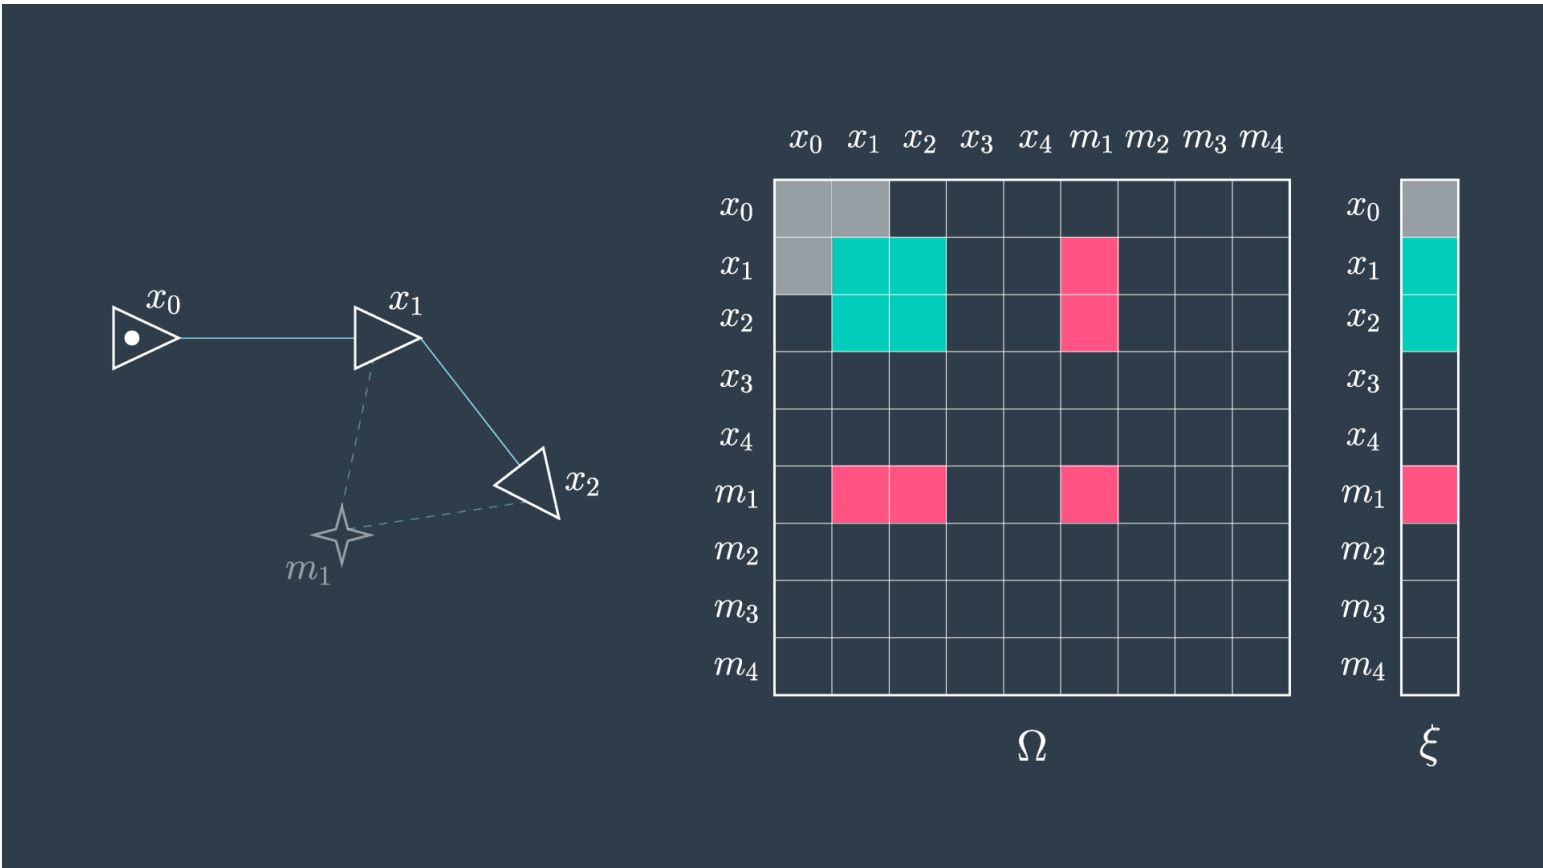 x₀ x₁ x₂ x₃ x₄ m₁ m₂ m₃ m₄
x₀ x₀
x₁ x₁
x₂ x₂
x₃ x₃
x₄ x₄
m₁ m₁
m₂ m₂
m₃ m₃
m₄ m₄
Ω ξ
x₀ x₁
x₂
m₁